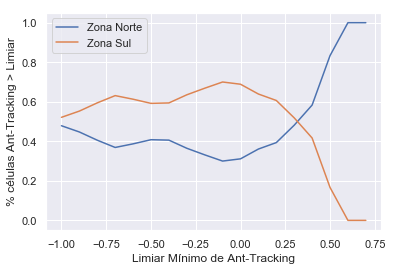 1.0
0.8
0.6
0.4
0.2
0.0
% células Ant-Tracking > Limiar
Zona Norte
Zona Sul
−1.00 −0.75 −0.50 −0.25 0.00 0.25 0.50 0.75
Limiar Mínimo de Ant-Tracking